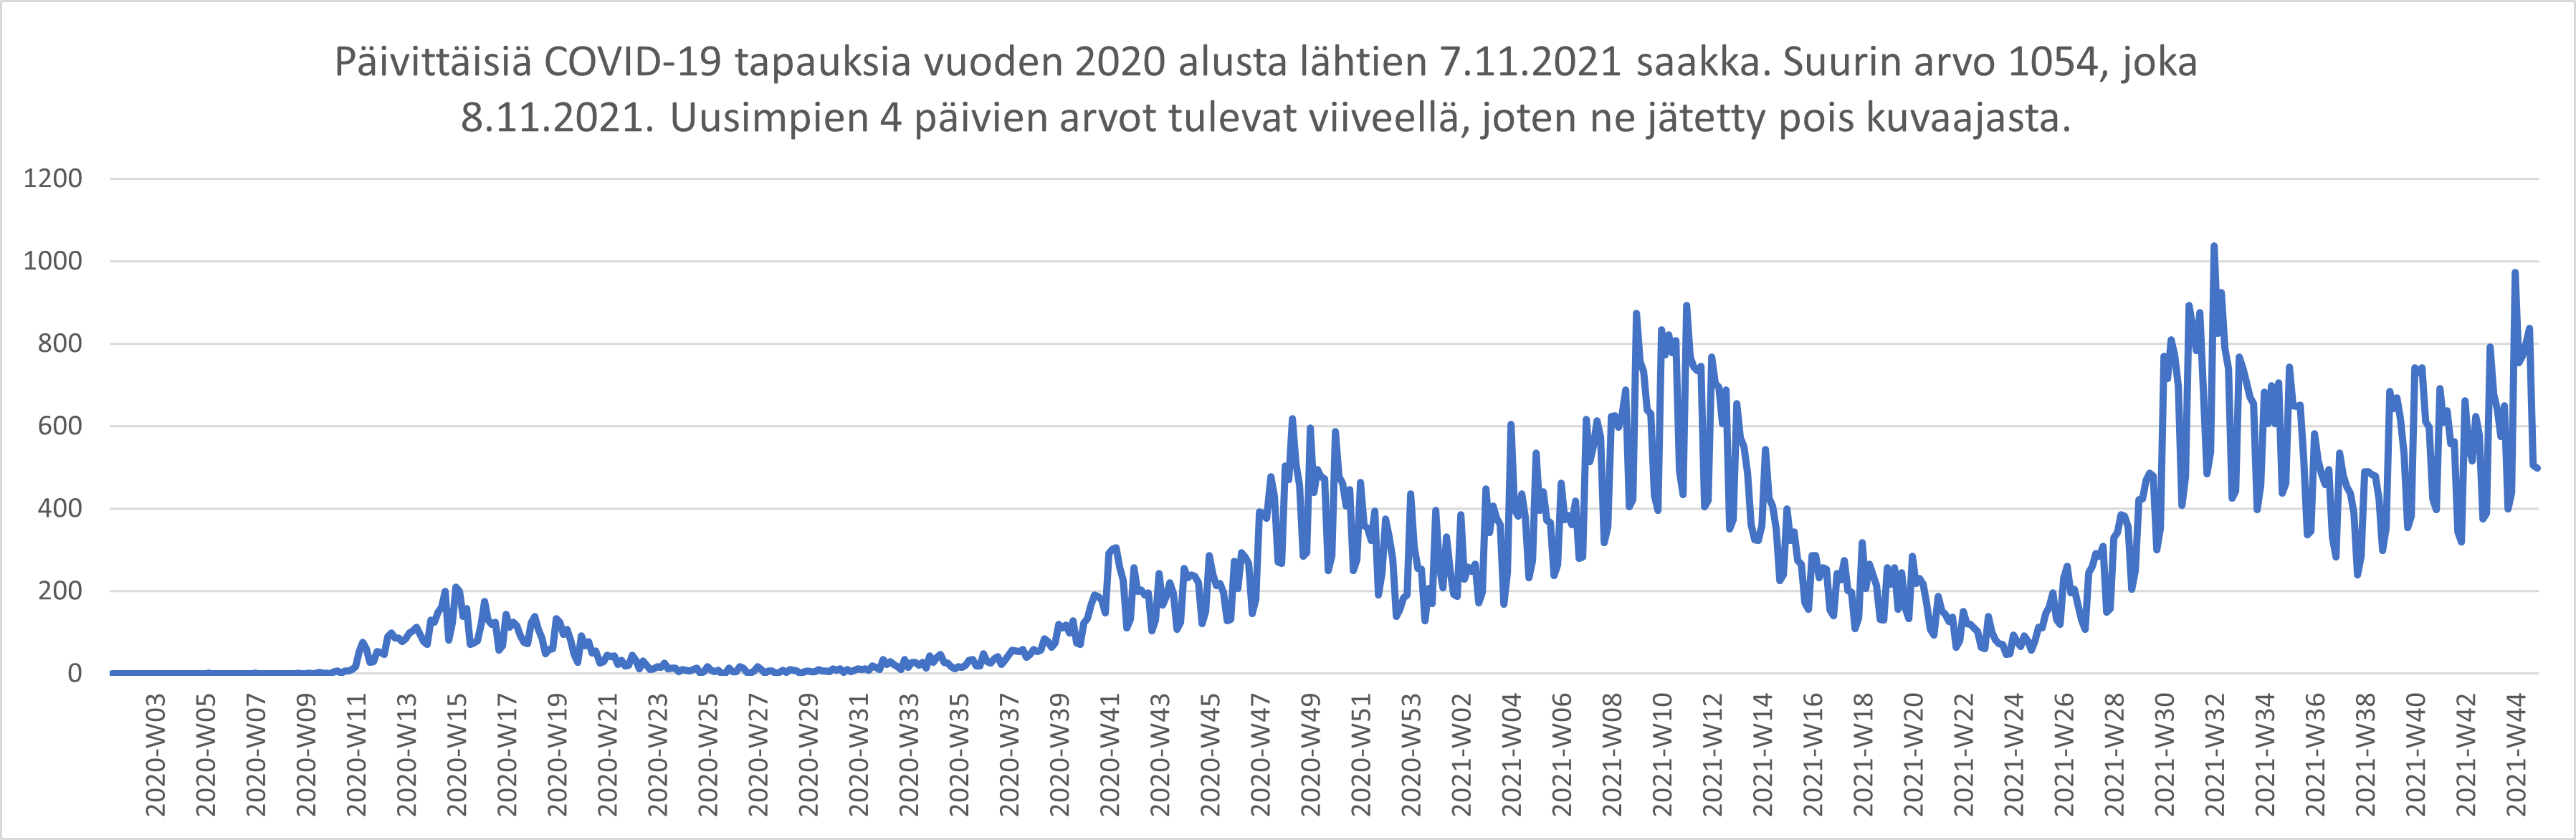 Päivittäisiä COVID-19 tapauksia vuoden 2020 alusta lähtien 7.11.2021 saakka. Suurin arvo 1054, joka
8.11.2021. Uusimpien 4 päivien arvot tulevat viiveellä, joten ne jätetty pois kuvaajasta.
1200
1000
800
600
400
200
0
2020-W03
2020-W05
2020-W07
2020-W09
2020-W11
2020-W13
2020-W15
2020-W17
2020-W19
2020-W21
2020-W23
2020-W25
2020-W27
2020-W29
2020-W31
2020-W33
2020-W35
2020-W37
2020-W39
2020-W41
2020-W43
2020-W45
2020-W47
2020-W49
2020-W51
2020-W53
2021-W02
2021-W04
2021-W06
2021-W08
2021-W10
2021-W12
2021-W14
2021-W16
2021-W18
2021-W20
2021-W22
2021-W24
2021-W26
2021-W28
2021-W30
2021-W32
2021-W34
2021-W36
2021-W38
2021-W40
2021-W42
2021-W44